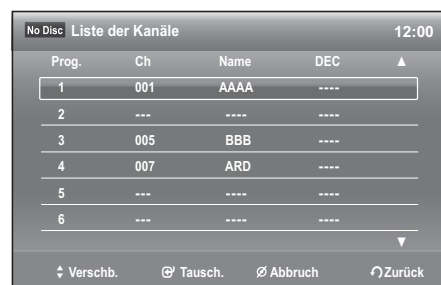 No Disc Liste der Kanäle 12:00
Prog. Ch Name DEC ▲
1 001 AAAA ----
2 --- ---- ----
3 005 BBB ----
4 007 ARD ----
5 --- ---- ----
6 --- ---- ----
▼
Verschb. Tausch. Abbruch Zurück